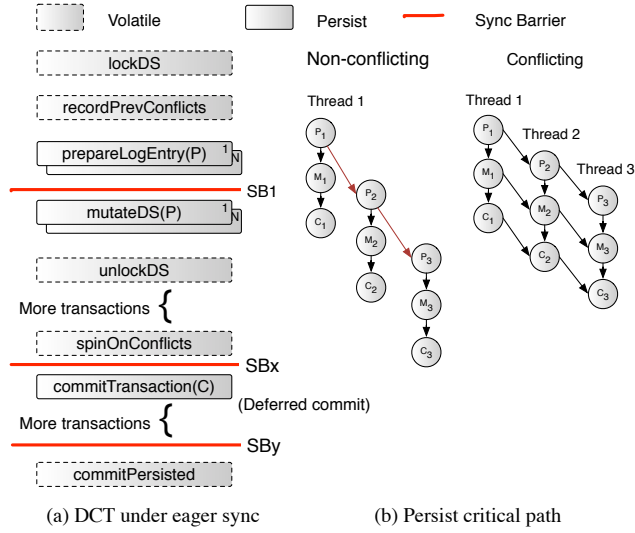 Volatile
Persist
Sync Barrier
lockDS
recordPrevConflicts
prepareLogEntry(P) 1 N
SB1
mutateDS(P) 1 N
unlockDS
More transactions {
spinOnConflicts
SBx
commitTransaction(C)
(Deferred commit)
More transactions {
SBy
commitPersisted
(a) DCT under eager sync
Non-conflicting
Thread 1
P1
M1
C1
P2
M2
C2
P3
M3
C3
Conflicting
Thread 1
Thread 2
Thread 3
P1
M1
C1
P2
M2
C2
P3
M3
C3
(b) Persist critical path